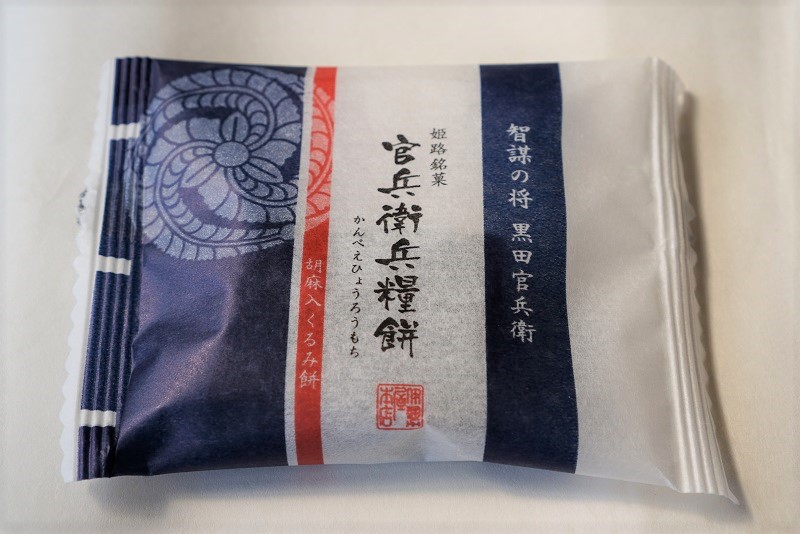 智謀の将 黒田官兵衛
姫路銘菓
官兵衛兵糧餅
かんべえひょうろうもち
胡麻入くるみ餅